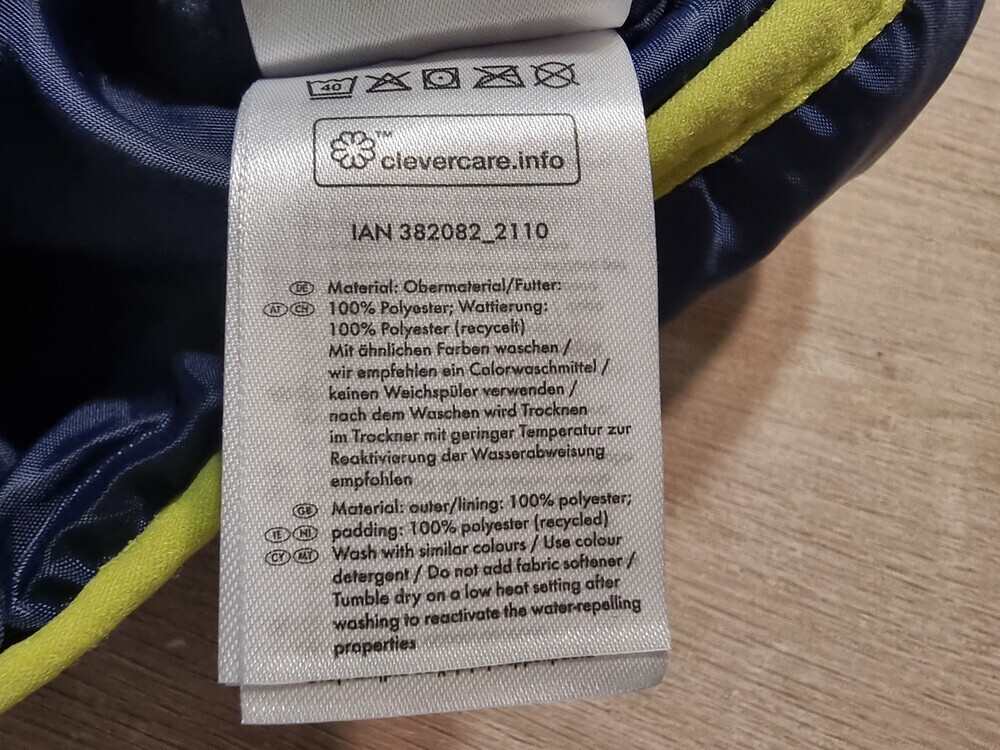 40
™
clevercare.info
IAN 382082_2110
DE Material: Obermaterial/Futter:
AT CH 100% Polyester; Wattierung:
100% Polyester (recycelt)
Mit ähnlichen Farben waschen /
wir empfehlen ein Colorwaschmittel /
keinen Weichspüler verwenden /
nach dem Waschen wird Trocknen
im Trockner mit geringer Temperatur zur
Reaktivierung der Wasserabweisung
empfohlen
GB Material: outer/lining: 100% polyester;
IE NI padding: 100% polyester (recycled)
CY MT Wash with similar colours / Use colour
detergent / Do not add fabric softener /
Tumble dry on a low heat setting after
washing to reactivate the water-repelling
properties